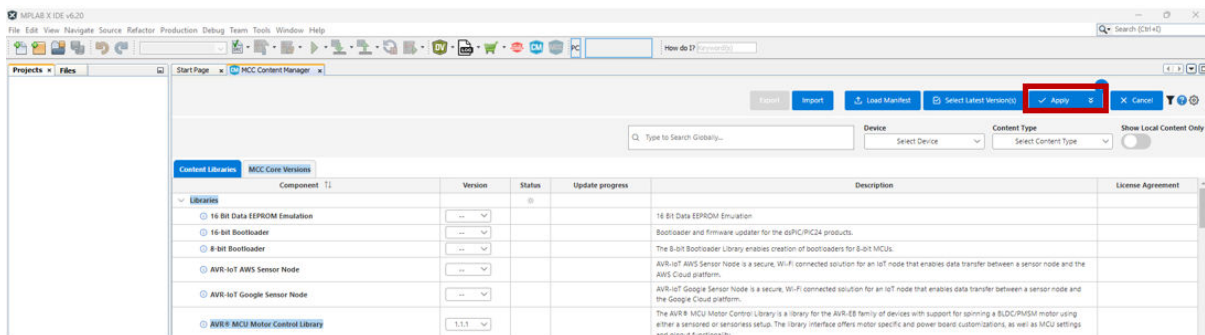 MPLAB X IDE v6.20
File Edit View Navigate Source Refactor Production Debug Team Tools Window Help
Search (Ctrl+I)
PC How do I? Keyword(s)
Projects Files Start Page MCC Content Manager
Export Import Load Manifest Select Latest Version(s) Apply Cancel
Type to Search Globally...
Device Content Type Show Local Content Only
Select Device Select Content Type
Content Libraries MCC Core Versions
Component Version Status Update progress Description License Agreement
Libraries
16 Bit Data EEPROM Emulation -- 16 Bit Data EEPROM Emulation
16-bit Bootloader -- Bootloader and firmware updater for the dsPIC/PIC24 products.
8-bit Bootloader -- The 8-bit Bootloader Library enables creation of bootloaders for 8-bit MCUs.
AVR-IoT AWS Sensor Node -- AVR-IoT AWS Sensor Node is a secure, Wi-Fi connected solution for an IoT node that enables data transfer between a sensor node and the
AWS Cloud platform.
AVR-IoT Google Sensor Node -- AVR-IoT Google Sensor Node is a secure, Wi-Fi connected solution for an IoT node that enables data transfer between a sensor node and
the Google Cloud platform.
AVR® MCU Motor Control Library 1.1.1 The AVR® MCU Motor Control Library is a library for the AVR-EB family of devices with support for spinning a BLDC/PMSM motor using
either a sensored or sensorless setup. The library interface offers motor specific and power board customizations, as well as MCU settings